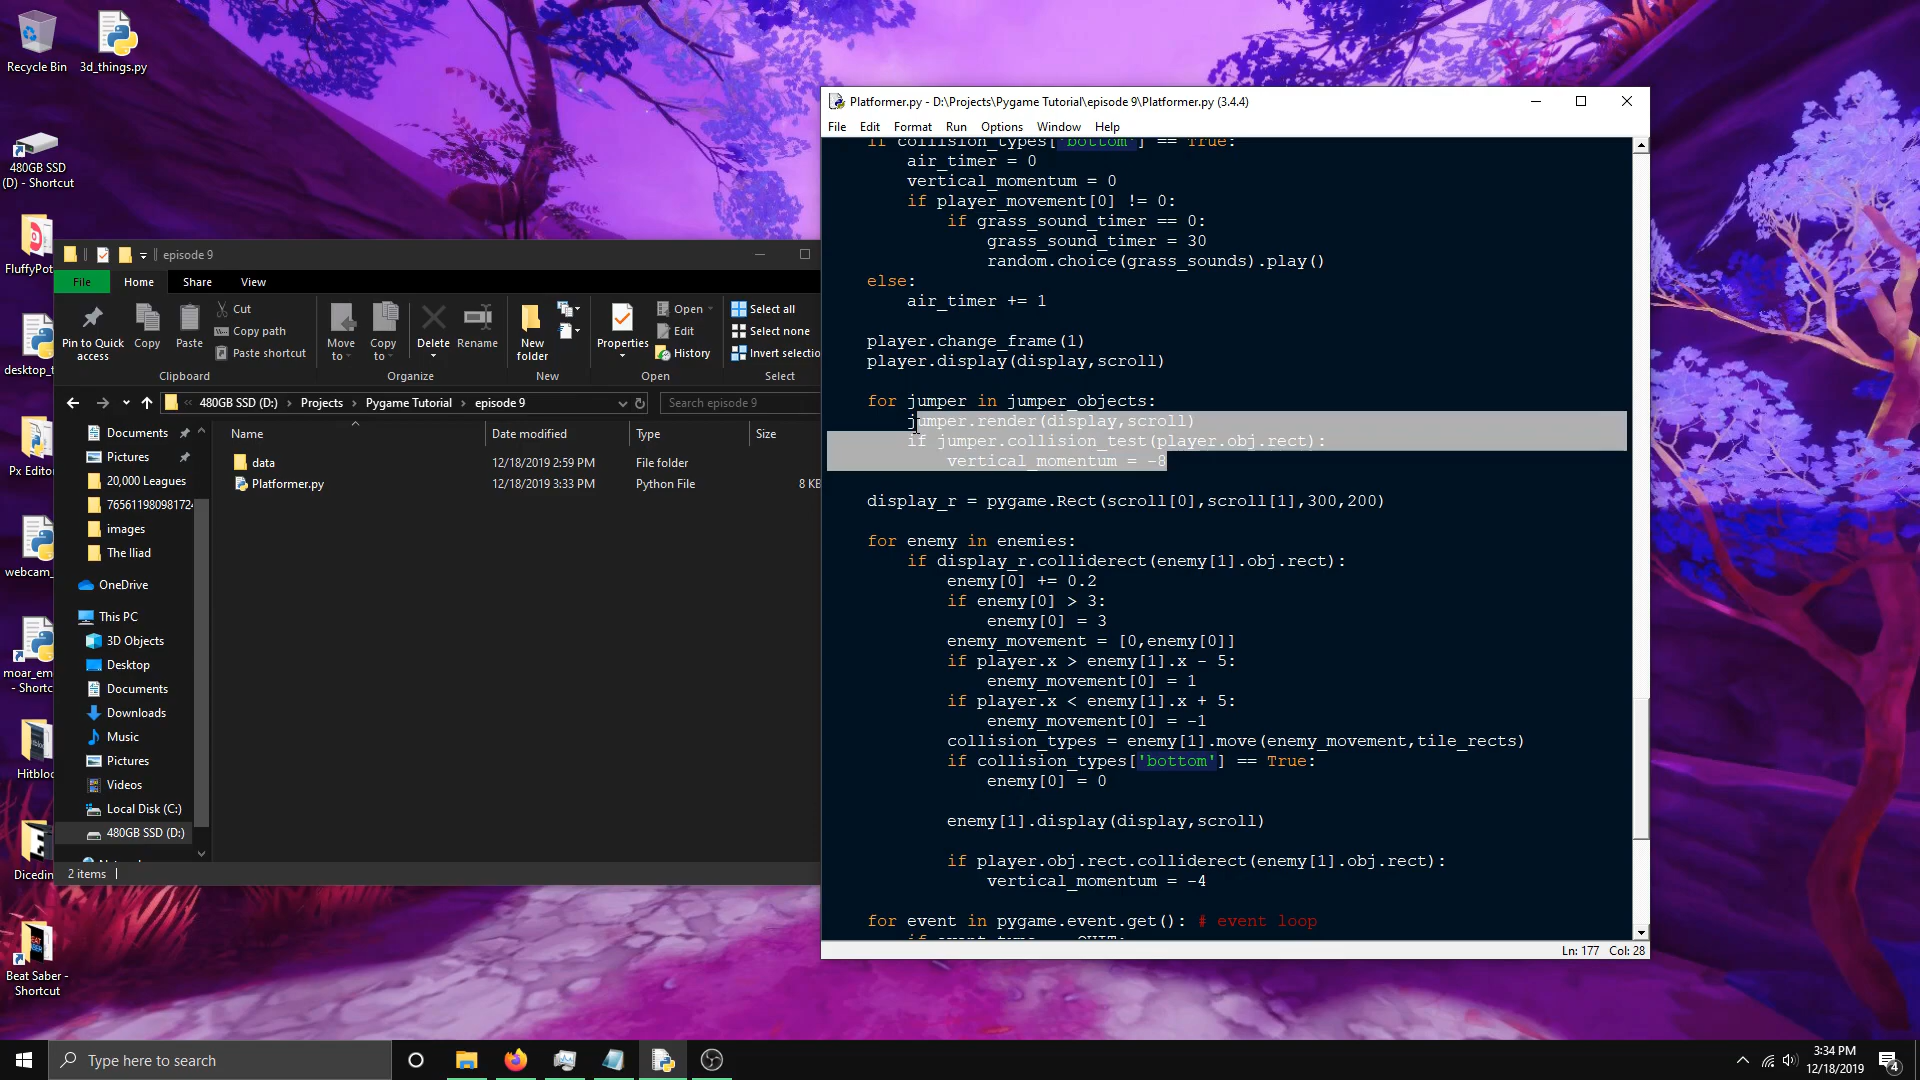 Recycle Bin
3d_things.py
480GB SSD
(D) - Shortcut
FluffyPot
desktop_t
Px Editor
webcam_
moar_em
- Shortc
Hitbloc
Dicedin
Beat Saber -
Shortcut
episode 9
File
Home
Share
View
Pin to Quick
access
Copy
Paste
Cut
Copy path
Paste shortcut
Clipboard
Move
to
Copy
to
Delete
Rename
Organize
New
folder
New
Properties
Open
Edit
History
Open
Select all
Select none
Invert selectio
Select
480GB SSD (D:)
Projects
Pygame Tutorial
episode 9
Search episode 9
Documents
Pictures
20,000 Leagues
76561198098172
images
The Iliad
OneDrive
This PC
3D Objects
Desktop
Documents
Downloads
Music
Pictures
Videos
Local Disk (C:)
480GB SSD (D:)
Name
Date modified
Type
Size
data
12/18/2019 2:59 PM
File folder
Platformer.py
12/18/2019 3:33 PM
Python File
8 KB
2 items
Platformer.py - D:\Projects\Pygame Tutorial\episode 9\Platformer.py (3.4.4)
File Edit Format Run Options Window Help
if collision_types['bottom'] == True:
air_timer = 0
vertical_momentum = 0
if player_movement[0] != 0:
if grass_sound_timer == 0:
grass_sound_timer = 30
random.choice(grass_sounds).play()
else:
air_timer += 1
player.change_frame(1)
player.display(display,scroll)
for jumper in jumper_objects:
jumper.render(display,scroll)
if jumper.collision_test(player.obj.rect):
vertical_momentum = -8
display_r = pygame.Rect(scroll[0],scroll[1],300,200)
for enemy in enemies:
if display_r.colliderect(enemy[1].obj.rect):
enemy[0] += 0.2
if enemy[0] > 3:
enemy[0] = 3
enemy_movement = [0,enemy[0]]
if player.x > enemy[1].x - 5:
enemy_movement[0] = 1
if player.x < enemy[1].x + 5:
enemy_movement[0] = -1
collision_types = enemy[1].move(enemy_movement,tile_rects)
if collision_types['bottom'] == True:
enemy[0] = 0
enemy[1].display(display,scroll)
if player.obj.rect.colliderect(enemy[1].obj.rect):
vertical_momentum = -4
for event in pygame.event.get(): # event loop
Ln: 177 Col: 28
Type here to search
3:34 PM
12/18/2019
4